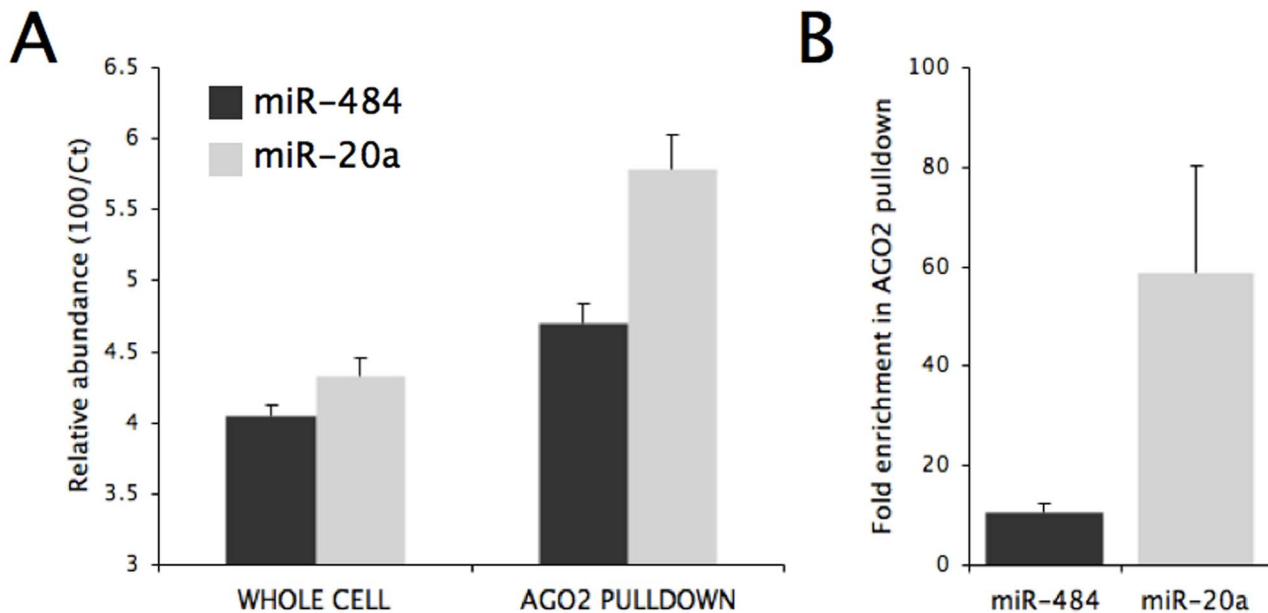 A
Relative abundance (100/Ct)
6.5
6
5.5
5
4.5
4
3.5
3
miR-484
miR-20a
WHOLE CELL
AGO2 PULLDOWN
B
Fold enrichment in AGO2 pulldown
100
80
60
40
20
0
miR-484
miR-20a